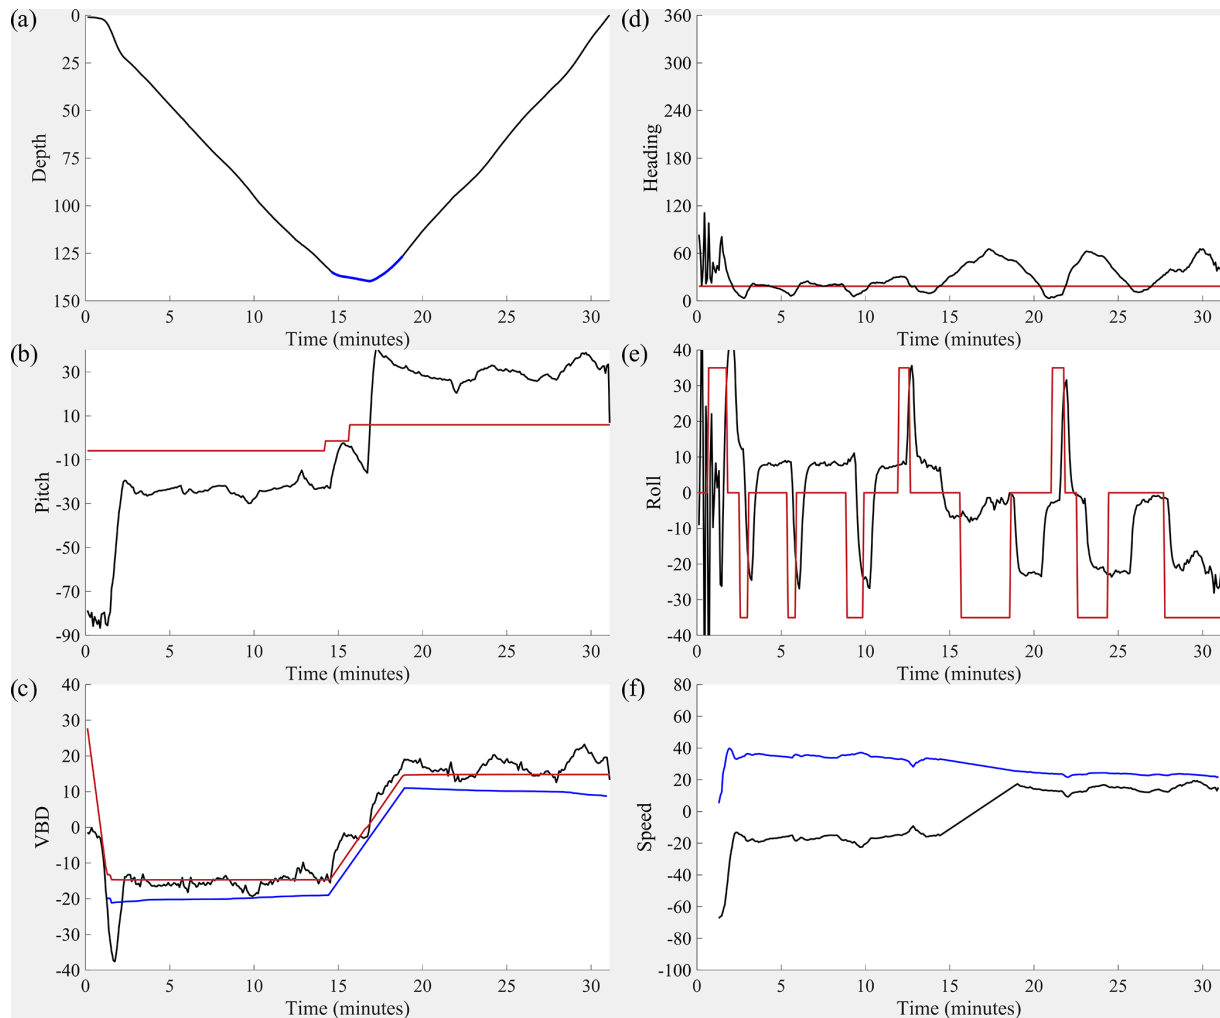 (a)
0
25
50
75
100
125
150
Depth
0 5 10 15 20 25 30
Time (minutes)
(b)
30
10
-10
-30
-50
-70
-90
Pitch
0 5 10 15 20 25 30
Time (minutes)
(c)
40
30
20
10
0
-10
-20
-30
-40
VBD
0 5 10 15 20 25 30
Time (minutes)
(d)
360
300
240
180
120
60
0
Heading
0 5 10 15 20 25 30
Time (minutes)
(e)
40
30
20
10
0
-10
-20
-30
-40
Roll
0 5 10 15 20 25 30
Time (minutes)
(f)
80
60
40
20
0
-20
-40
-60
-80
-100
Speed
0 5 10 15 20 25 30
Time (minutes)